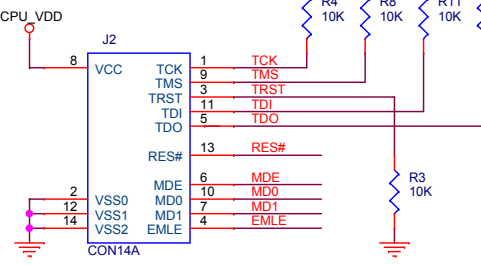 R4 R8 R11
CPU_VDD 10K 10K 10K
J2
8 VCC TCK 1 TCK
TMS 9 TMS
TRST 3 TRST
TDI 11 TDI
TDO 5 TDO
RES# 13 RES#
MDE 6 MDE
2 VSS0 MD0 10 MD0
12 VSS1 MD1 7 MD1
14 VSS2 EMLE 4 EMLE
CON14A
R3
10K